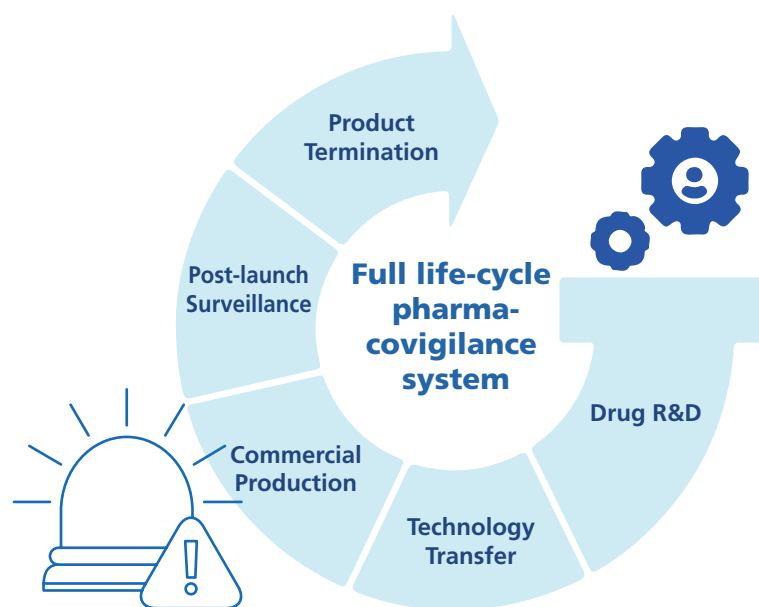 Full life-cycle
pharma-
covigilance
system
Drug R&D
Technology
Transfer
Commercial
Production
Post-launch
Surveillance
Product
Termination